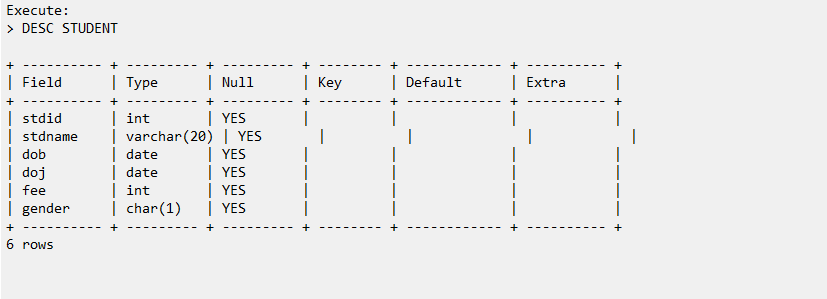 Execute:
> DESC STUDENT
+ ---------- + --------- + --------- + -------- + ------------ + ---------- +
| Field | Type | Null | Key | Default | Extra |
+ ---------- + --------- + --------- + -------- + ------------ + ---------- +
| stdid | int | YES | | | |
| stdname | varchar(20) | YES | | | |
| dob | date | YES | | | |
| doj | date | YES | | | |
| fee | int | YES | | | |
| gender | char(1) | YES | | | |
+ ---------- + --------- + --------- + -------- + ------------ + ---------- +
6 rows